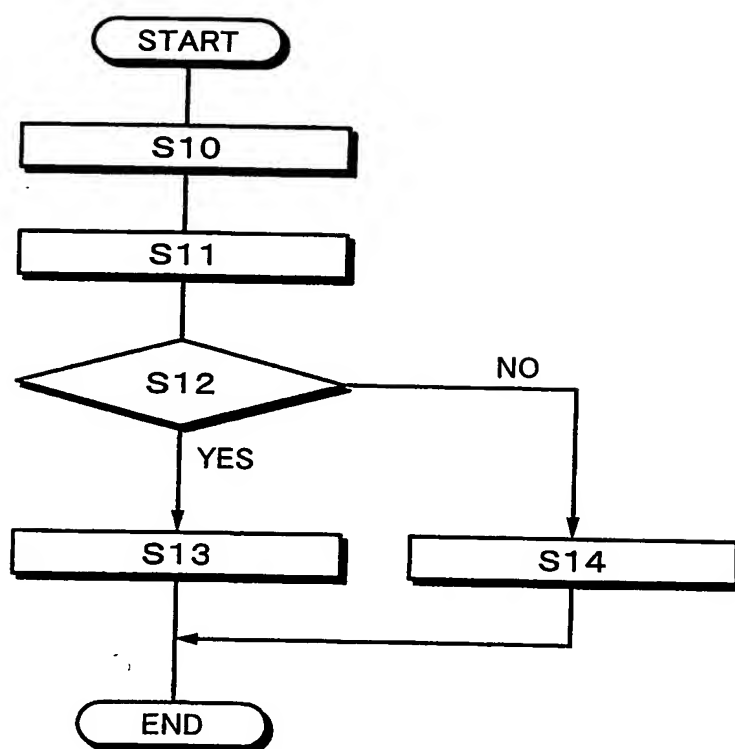 START
S10
S11
S12
NO
YES
S13
S14
END